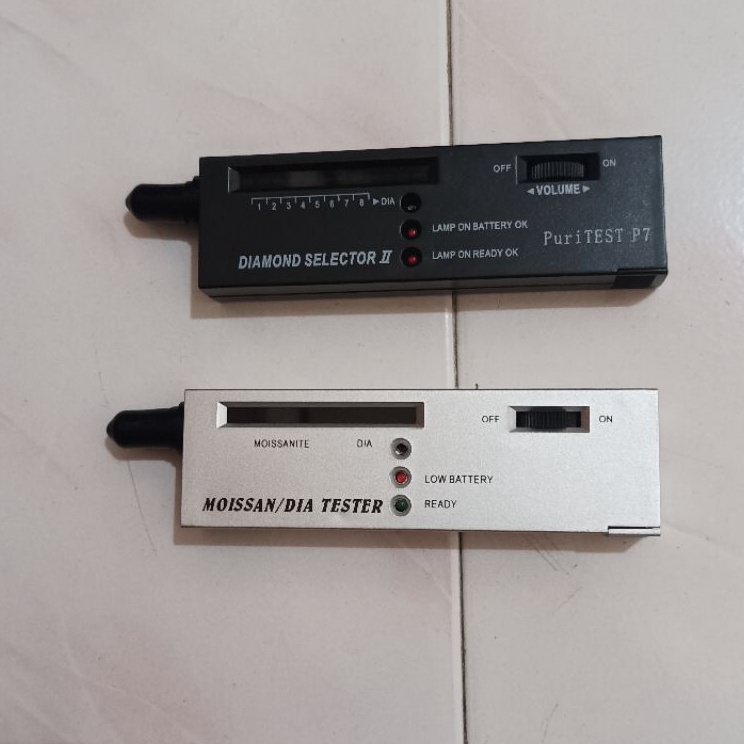 OFF ON
◄VOLUME►
1 2 3 4 5 6 7 8 ►DIA
LAMP ON BATTERY OK
PuriTEST P7
DIAMOND SELECTOR II
LAMP ON READY OK
OFF ON
MOISSANITE DIA
LOW BATTERY
MOISSAN/DIA TESTER
READY